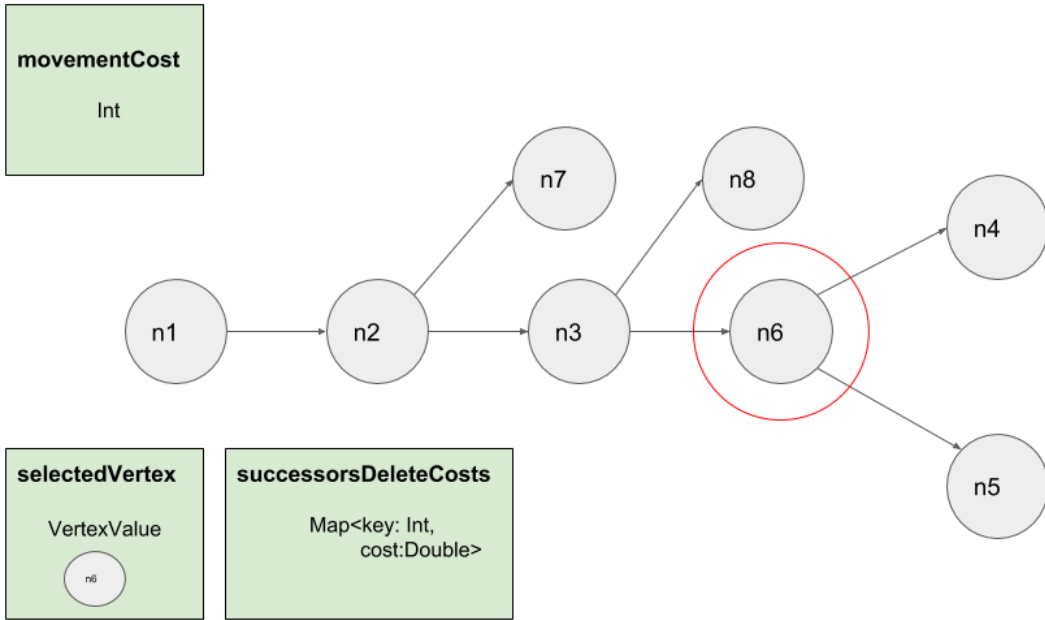 movementCost
Int
n7
n8
n4
n1
n2
n3
n6
n5
selectedVertex
VertexValue
n6
successorsDeleteCosts
Map<key: Int,
cost:Double>